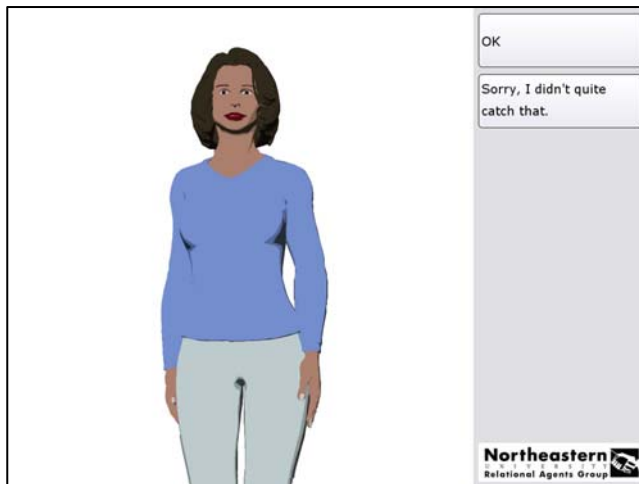 OK
Sorry, I didn't quite
catch that.
Northeastern
UNIVERSITY
Relational Agents Group